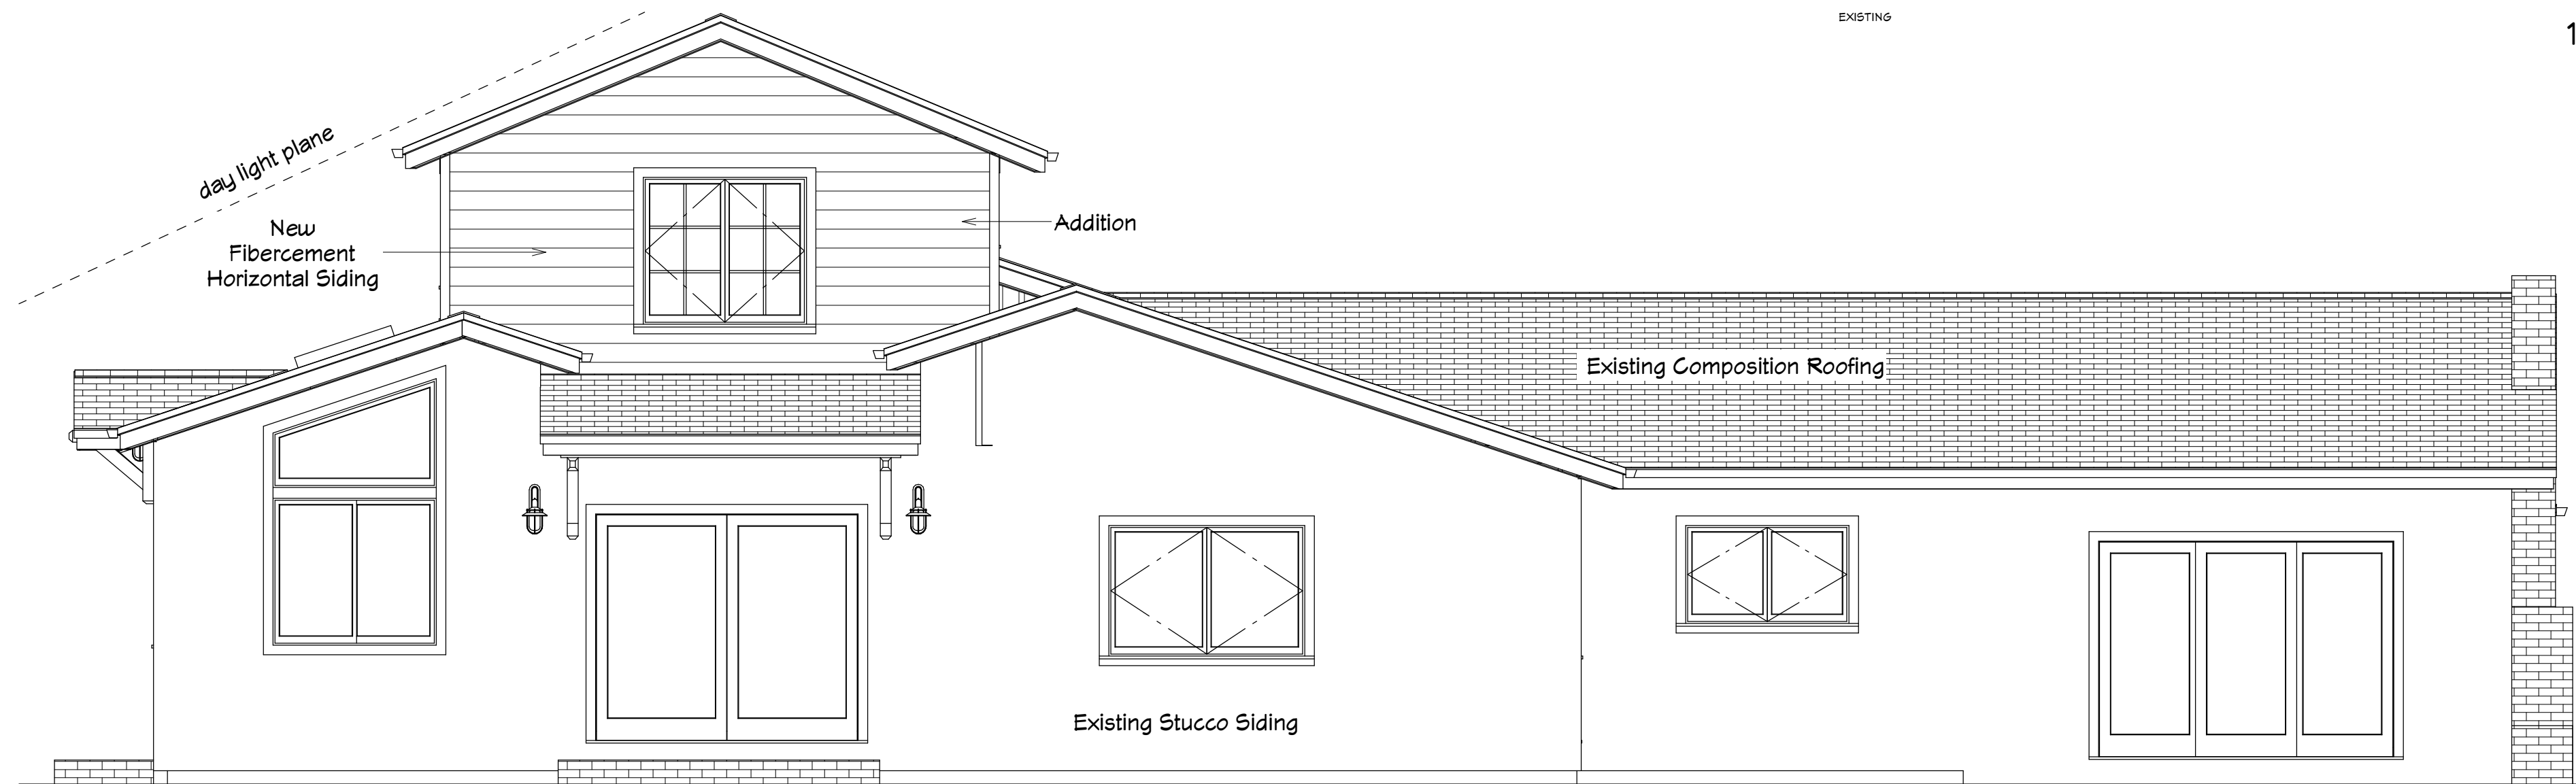 EXISTING
1
day light plane
New
Fibercement
Horizontal Siding
Addition
Existing Composition Roofing
Existing Stucco Siding